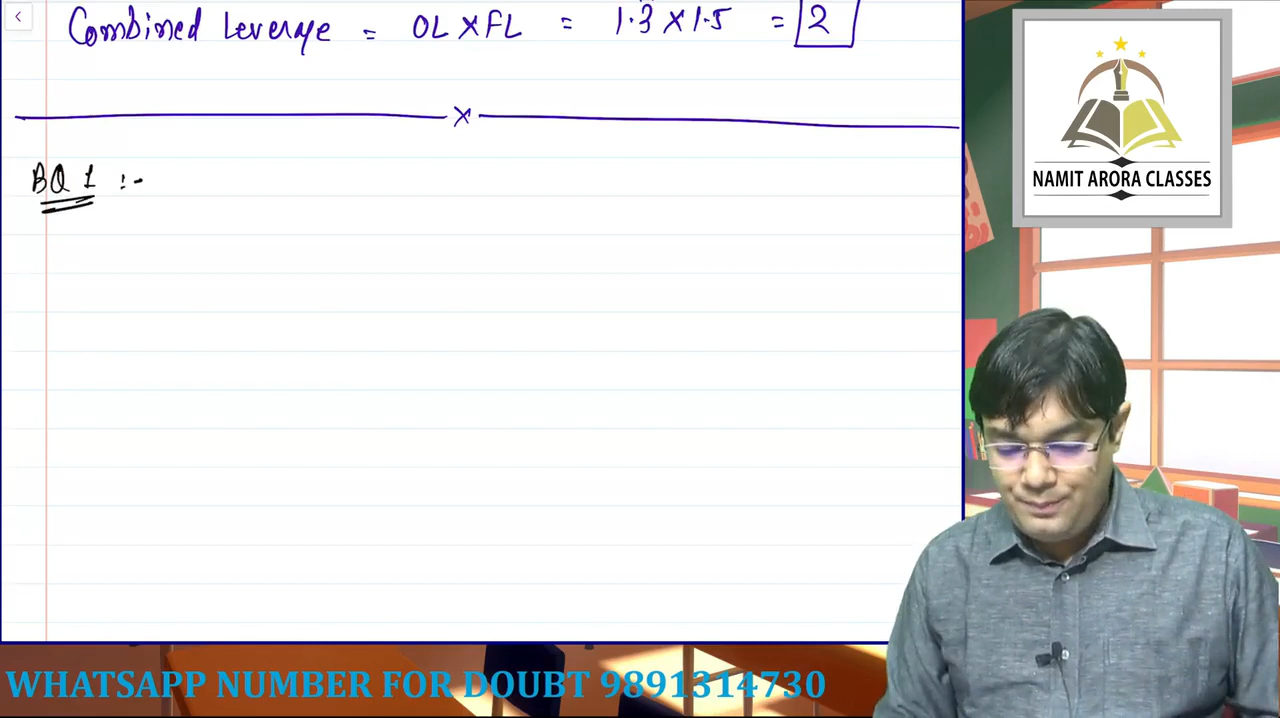 Combined Leverage = OL X FL = 1.3 X 1.5 = 2
X
BQ 1 :-
NAMIT ARORA CLASSES
WHATSAPP NUMBER FOR DOUBT 9891314730